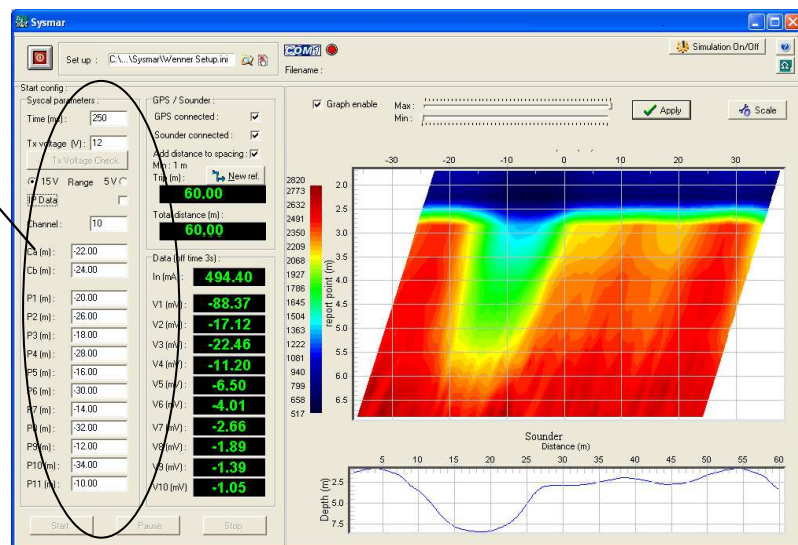 Sysmar
Set up : C:\...\Sysmar\Wenner Setup.ini
COM1
Filename :
Simulation On/Off
Start config :
Syscal parameters :
Time (ms) : 250
Tx voltage (V) : 12
Tx Voltage Check
15 V Range 5 V
IP Data
Channel : 10
Ca (m) : -22.00
Cb (m) : -24.00
P1 (m) : -20.00
P2 (m) : -26.00
P3 (m) : -18.00
P4 (m) : -28.00
P5 (m) : -16.00
P6 (m) : -30.00
P7 (m) : -14.00
P8 (m) : -32.00
P9 (m) : -12.00
P10 (m) : -34.00
P11 (m) : -10.00
Start
Pause
Stop
GPS / Sounder :
GPS connected :
Sounder connected :
Add distance to spacing :
Min : 1 m
Trip (m) : New ref.
60.00
Total distance (m) :
60.00
Data (off time 3s) :
In (mA) : 494.40
V1 (mV) : -88.37
V2 (mV) : -17.12
V3 (mV) : -22.46
V4 (mV) : -11.20
V5 (mV) : -6.50
V6 (mV) : -4.01
V7 (mV) : -2.66
V8 (mV) : -1.89
V9 (mV) : -1.39
V10 (mV) -1.05
Graph enable
Max :
Min :
Apply
Scale
-30 -20 -10 0 10 20 30
2820
2773
2632
2491
2350
2209
2068
1927
1786
1645
1504
1363
1222
1081
940
799
658
517
report point (m)
2.0
2.5
3.0
3.5
4.0
4.5
5.0
5.5
6.0
6.5
Sounder
Distance (m)
5 10 15 20 25 30 35 40 45 50 55 60
Depth (m)
2.5
5.0
7.5